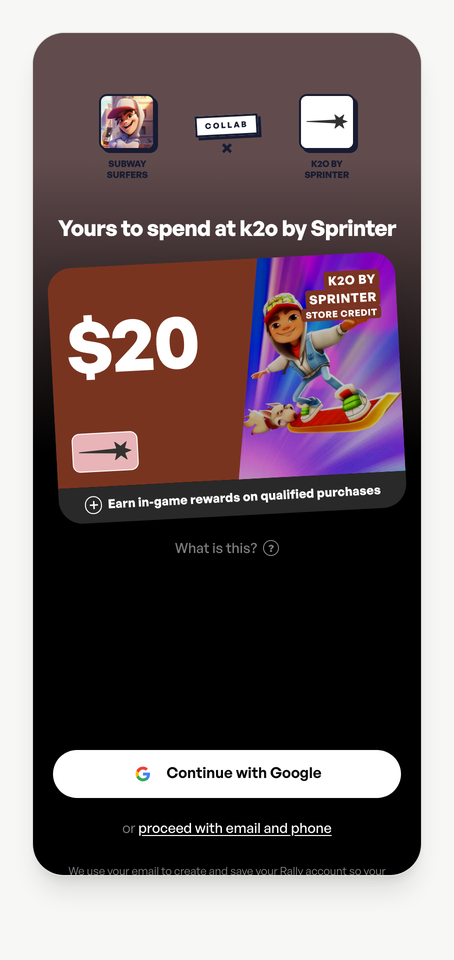 COLLAB
SUBWAY
SURFERS
K2O BY
SPRINTER
Yours to spend at k2o by Sprinter
K2O BY
SPRINTER
STORE CREDIT
$20
Earn in-game rewards on qualified purchases
What is this? ?
Continue with Google
or proceed with email and phone
We use your email to create and save your Rally account so your